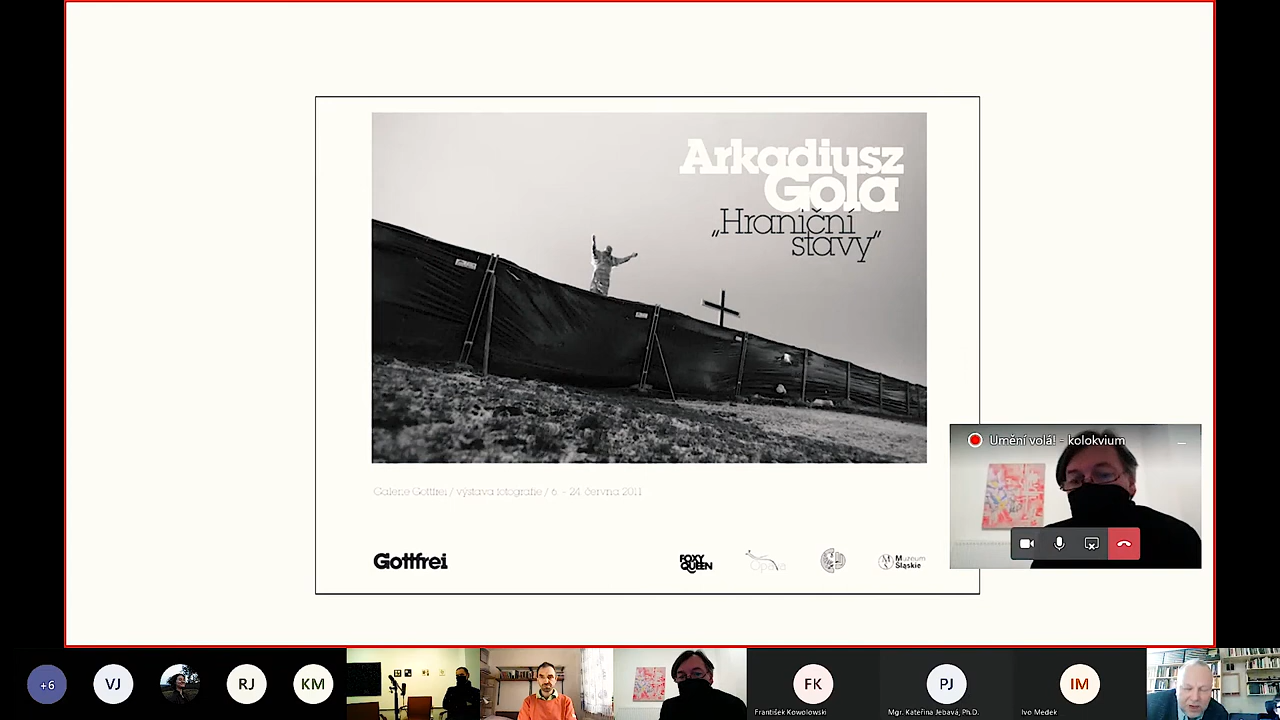 Arkadiusz
Gola
„Hraniční
stavy"
Galerie Gottfrei / výstava fotografie / 6. - 24. června 2011
Gottfrei
FOXY
QUEEN
Opera
Muzeum
Śląskie
Umění volá! - kolokvium
+6
VJ
RJ
KM
FK
František Kowolowski
PJ
Mgr. Kateřina Jebavá, Ph.D.
IM
Ivo Medek